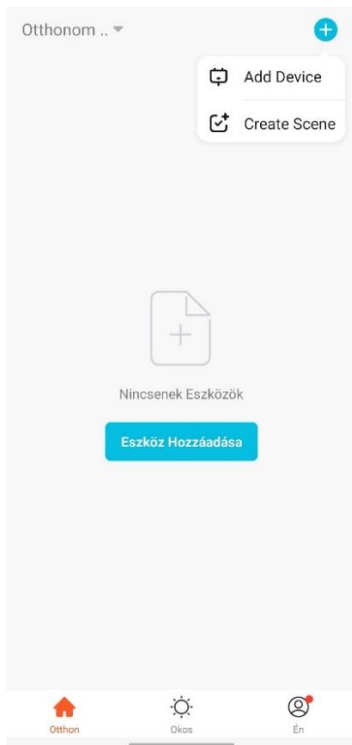 Otthonom ..
Add Device
Create Scene
Nincsenek Eszközök
Eszköz Hozzáadása
Otthon
Okos
Én